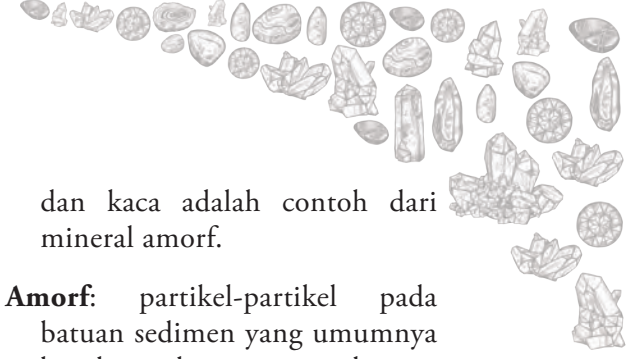 dan kaca adalah contoh dari
mineral amorf.
Amorf: partikel-partikel pada
batuan sedimen yang umumnya